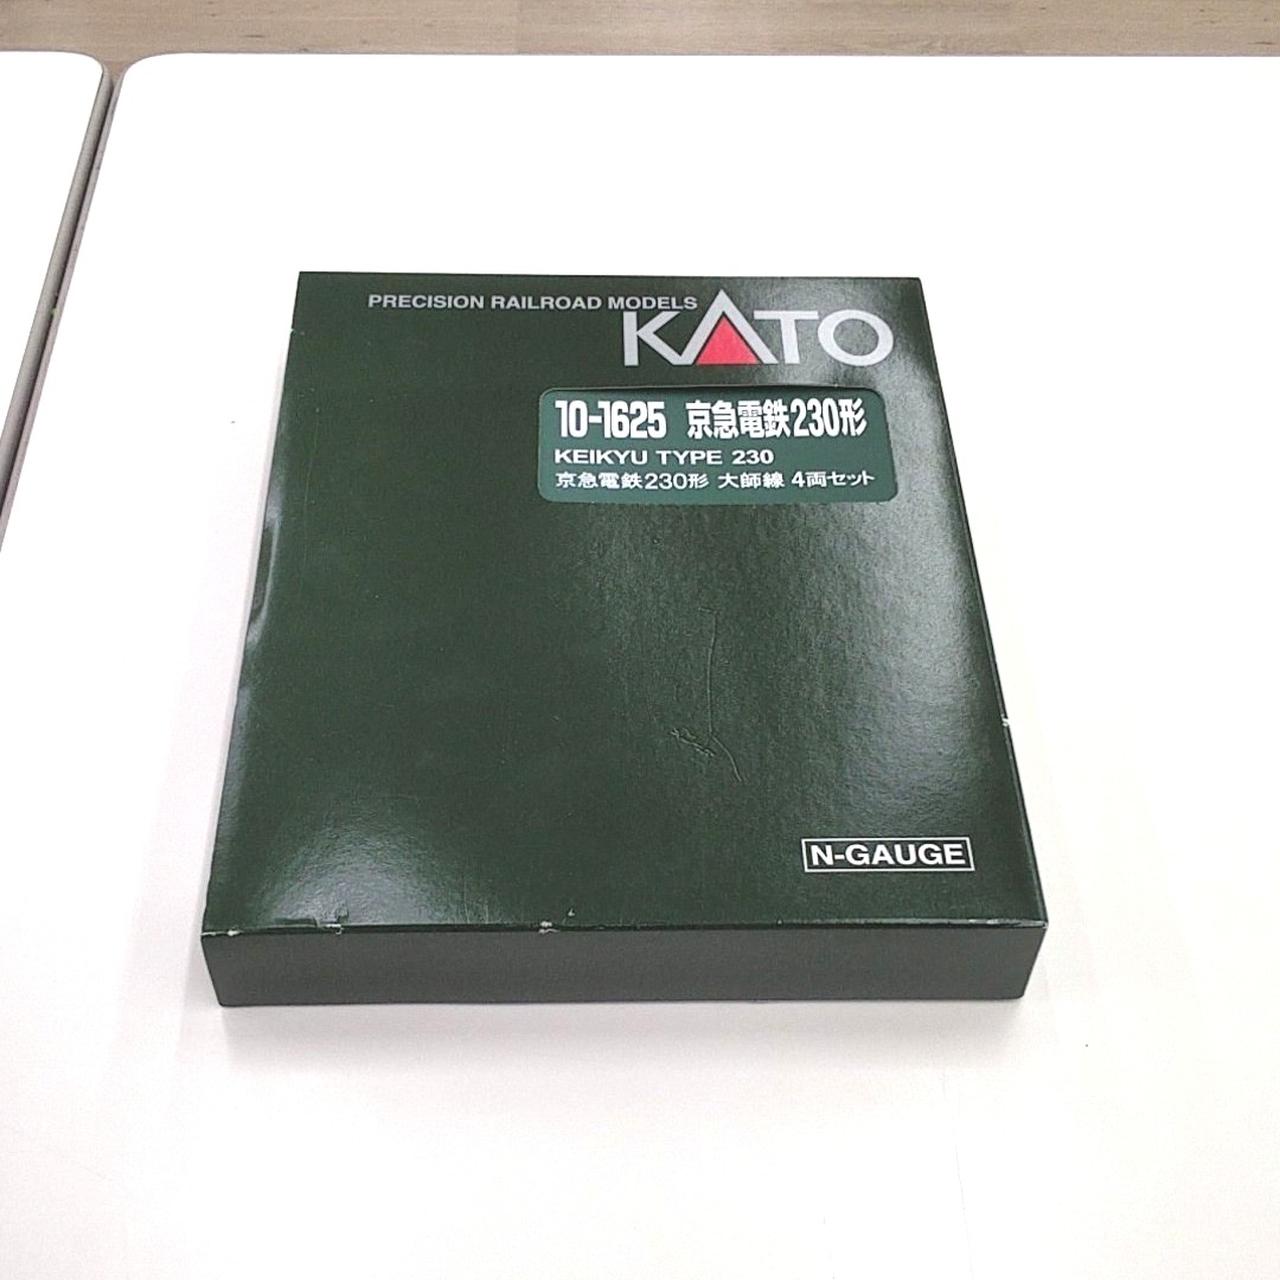 PRECISION RAILROAD MODELS
KATO
10-1625 京急電鉄230形
KEIKYU TYPE 230
京急電鉄230形 大師線 4両セット
N-GAUGE